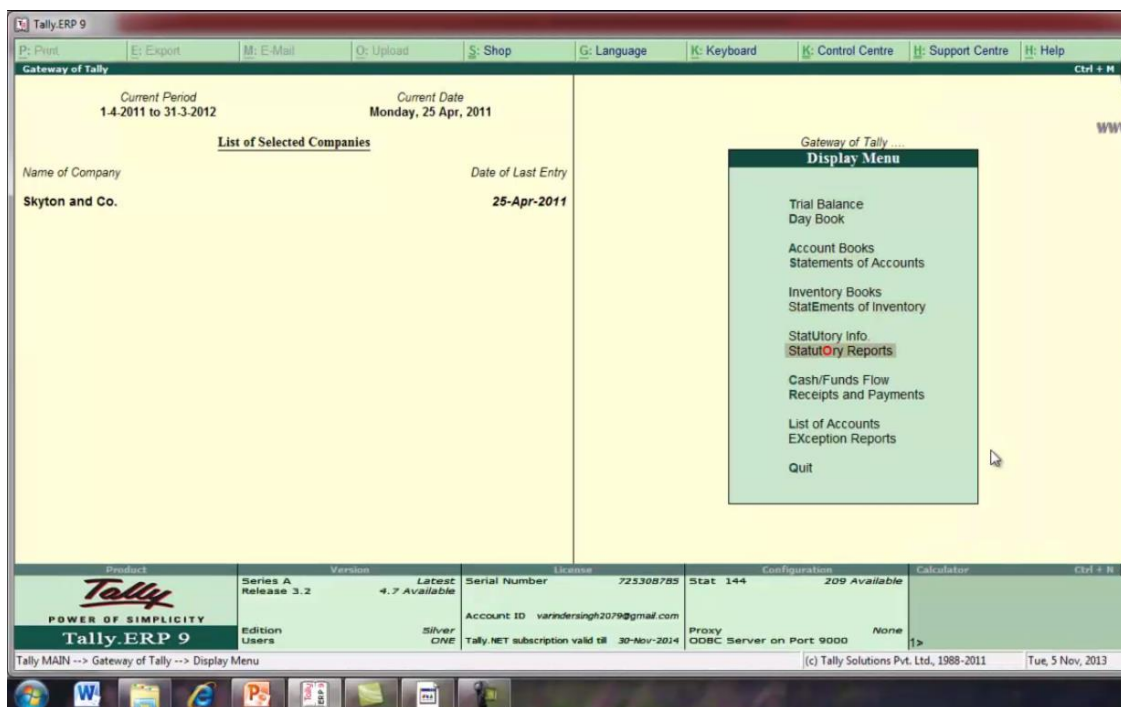 Tally.ERP 9
P: Print E: Export M: E-Mail O: Upload S: Shop G: Language K: Keyboard K: Control Centre H: Support Centre H: Help
Gateway of Tally Ctrl + M
Current Period Current Date
1-4-2011 to 31-3-2012 Monday, 25 Apr, 2011
List of Selected Companies
Name of Company Date of Last Entry
Skyton and Co. 25-Apr-2011
Gateway of Tally ....
Display Menu
Trial Balance
Day Book
Account Books
Statements of Accounts
Inventory Books
StatEments of Inventory
StatUtory Info.
StatutOry Reports
Cash/Funds Flow
Receipts and Payments
List of Accounts
EXception Reports
Quit
Product Version License Configuration Calculator Ctrl + N
Tally
POWER OF SIMPLICITY
Tally.ERP 9
Series A Latest
Release 3.2 4.7 Available
Edition Silver
Users ONE
Serial Number 725308785
Account ID varindersingh2079@gmail.com
Tally.NET subscription valid till 30-Nov-2014
Stat 144 209 Available
Proxy None
ODBC Server on Port 9000
1>
Tally MAIN --> Gateway of Tally --> Display Menu (c) Tally Solutions Pvt. Ltd., 1988-2011 Tue, 5 Nov, 2013